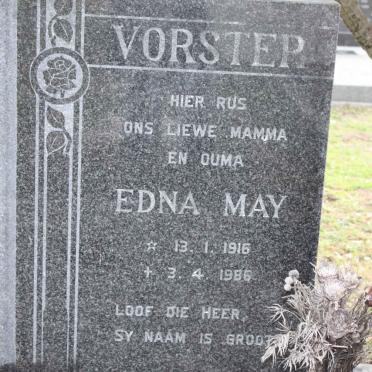 VORSTER
HIER RUS
ONS LIEWE MAMMA
EN OUMA
EDNA MAY
☆ 13.1.1916
✝ 3.4.1986
LOOF DIE HEER,
SY NAAM IS GROOT